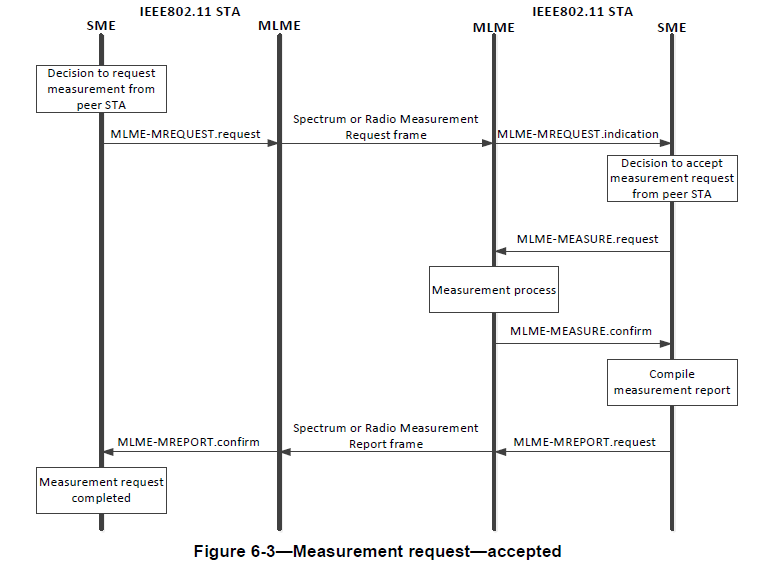 IEEE802.11 STA
IEEE802.11 STA
SME
MLME
MLME
SME
Decision to request
measurement from
peer STA
MLME-MREQUEST.request
Spectrum or Radio Measurement
Request frame
MLME-MREQUEST.indication
Decision to accept
measurement request
from peer STA
MLME-MEASURE.request
Measurement process
MLME-MEASURE.confirm
Compile
measurement report
MLME-MREPORT.confirm
Spectrum or Radio Measurement
Report frame
MLME-MREPORT.request
Measurement request
completed
Figure 6-3—Measurement request—accepted